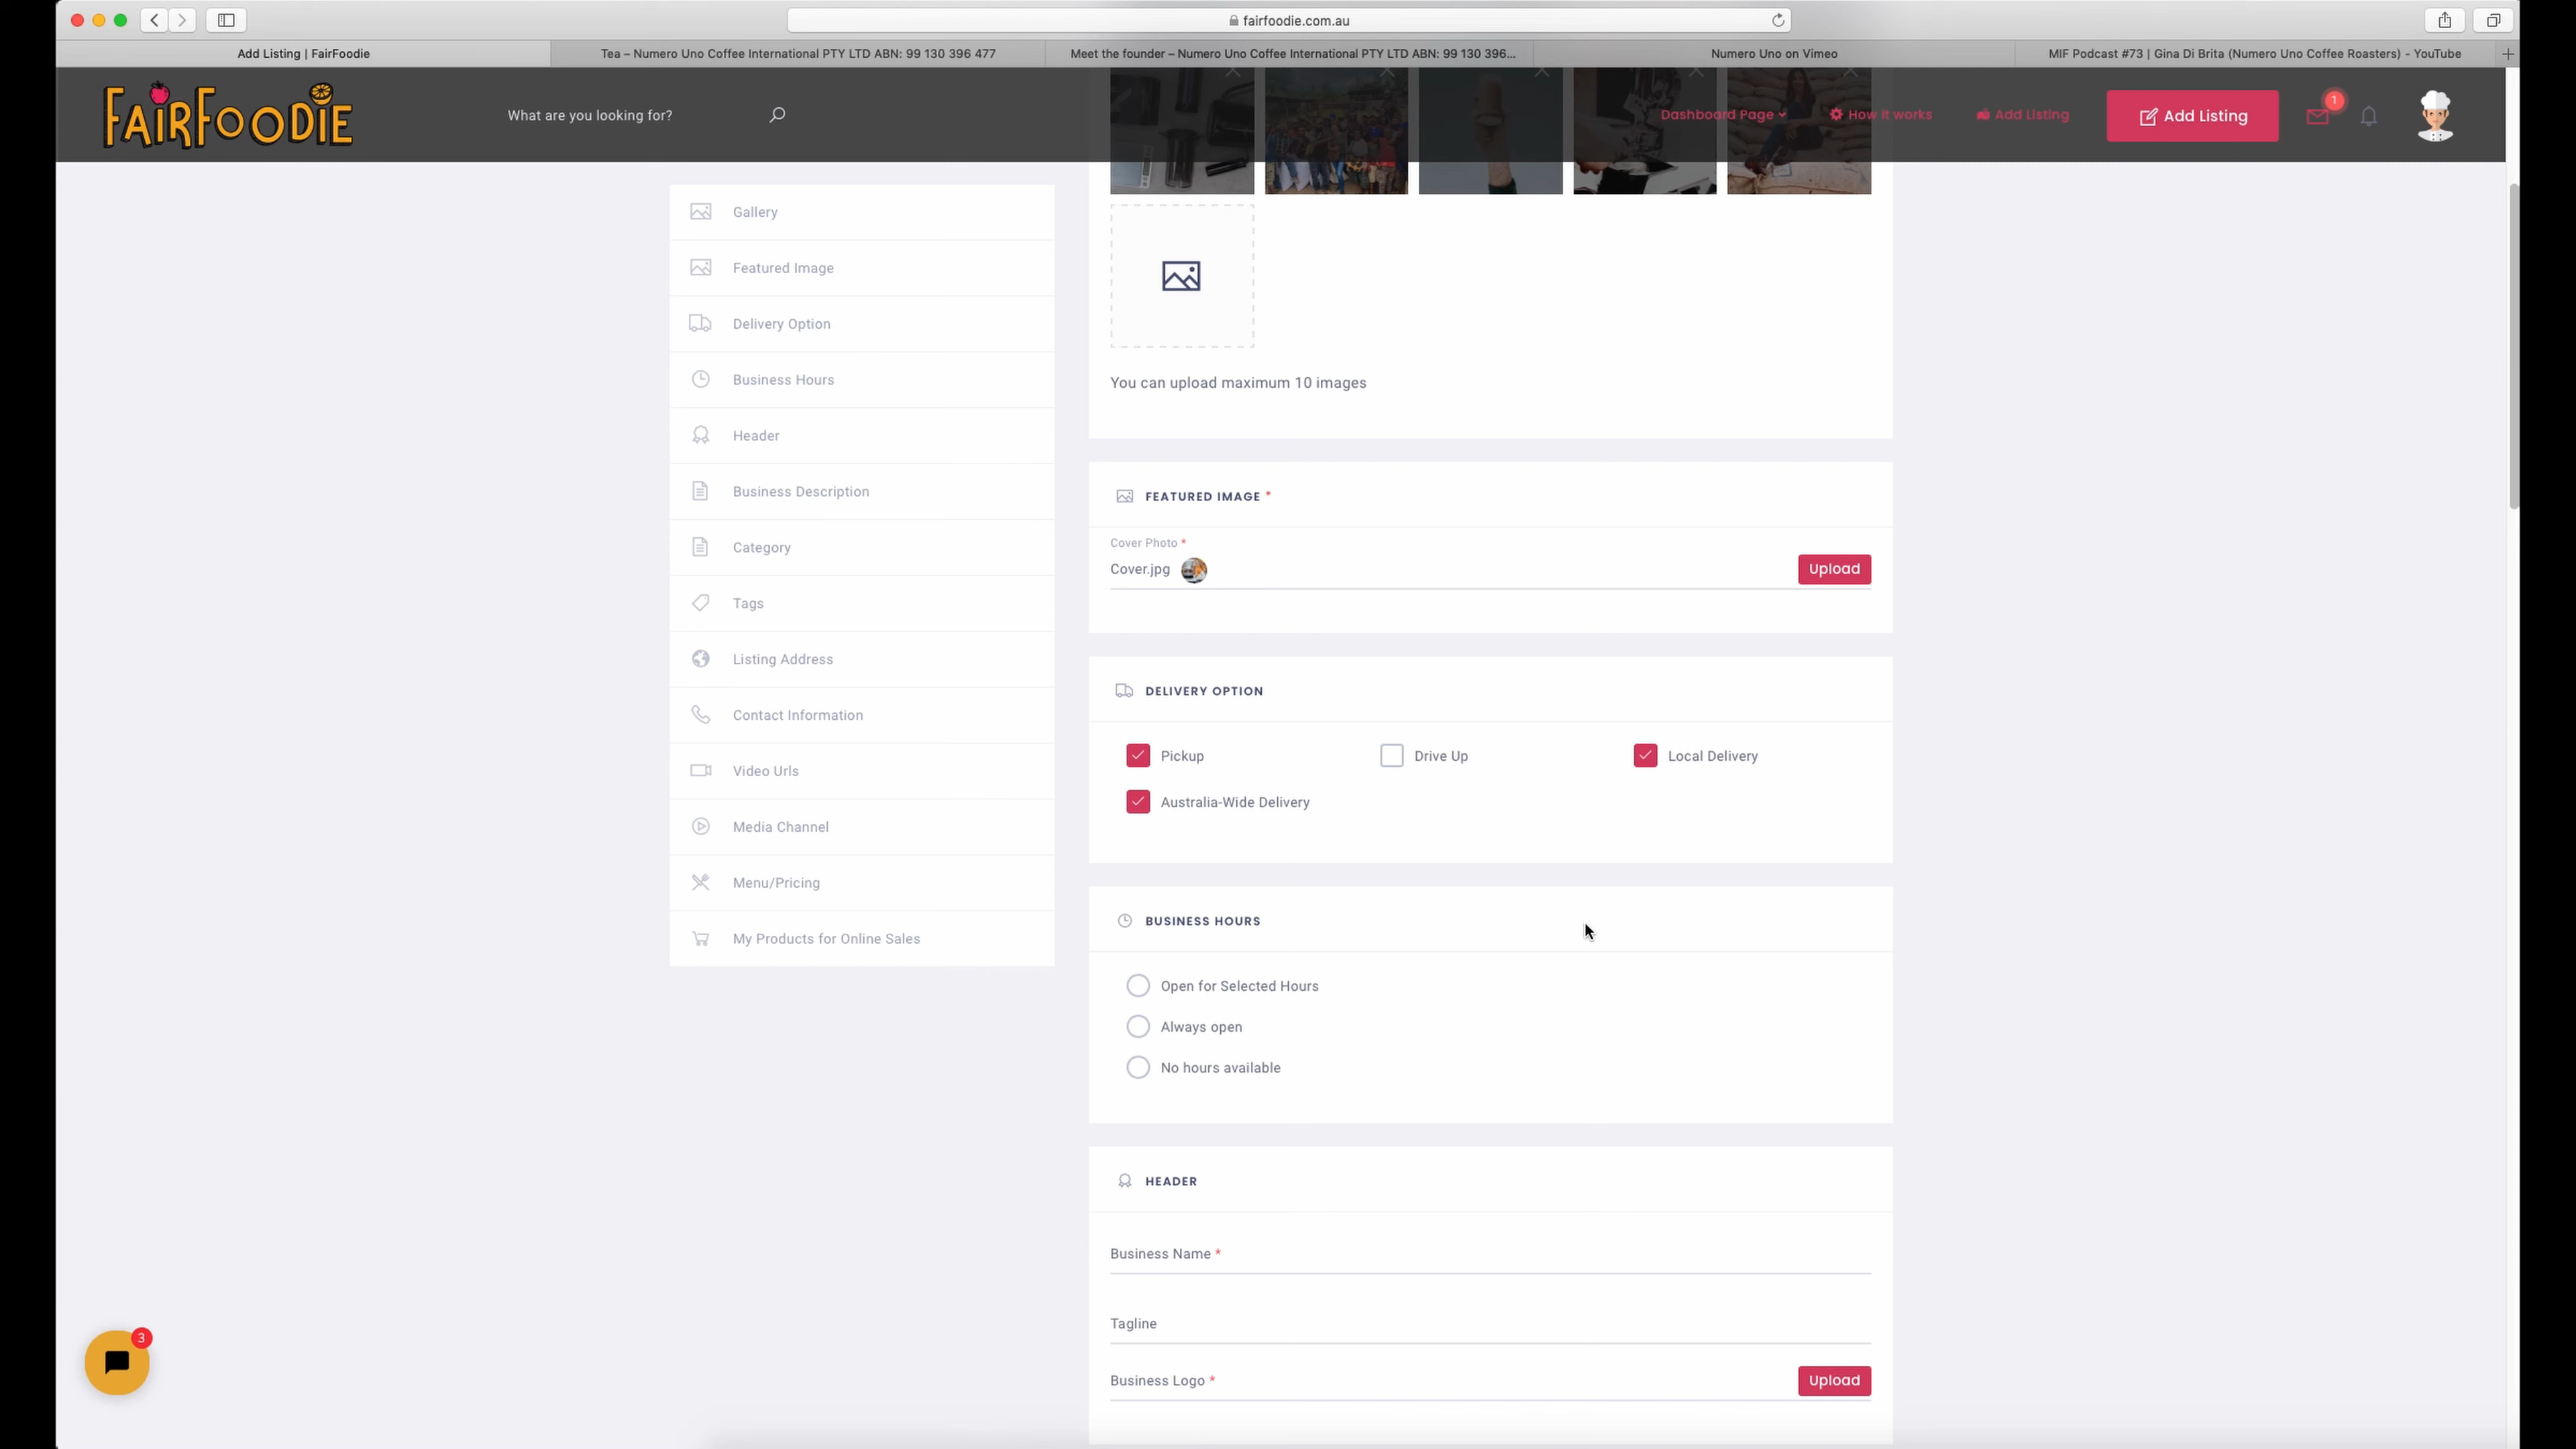 fairfoodie.com.au
Add Listing | FairFoodie
Tea – Numero Uno Coffee International PTY LTD ABN: 99 130 396 477
Meet the founder – Numero Uno Coffee International PTY LTD ABN: 99 130 396...
Numero Uno on Vimeo
MIF Podcast #73 | Gina Di Brita (Numero Uno Coffee Roasters) - YouTube
FAIRFOODIE
What are you looking for?
Dashboard Page
How it works
Add Listing
Add Listing
1
Gallery
Featured Image
Delivery Option
Business Hours
Header
Business Description
Category
Tags
Listing Address
Contact Information
Video Urls
Media Channel
Menu/Pricing
My Products for Online Sales
You can upload maximum 10 images
FEATURED IMAGE *
Cover Photo *
Cover.jpg
Upload
DELIVERY OPTION
Pickup
Drive Up
Local Delivery
Australia-Wide Delivery
BUSINESS HOURS
Open for Selected Hours
Always open
No hours available
HEADER
Business Name *
Tagline
Business Logo *
Upload
3